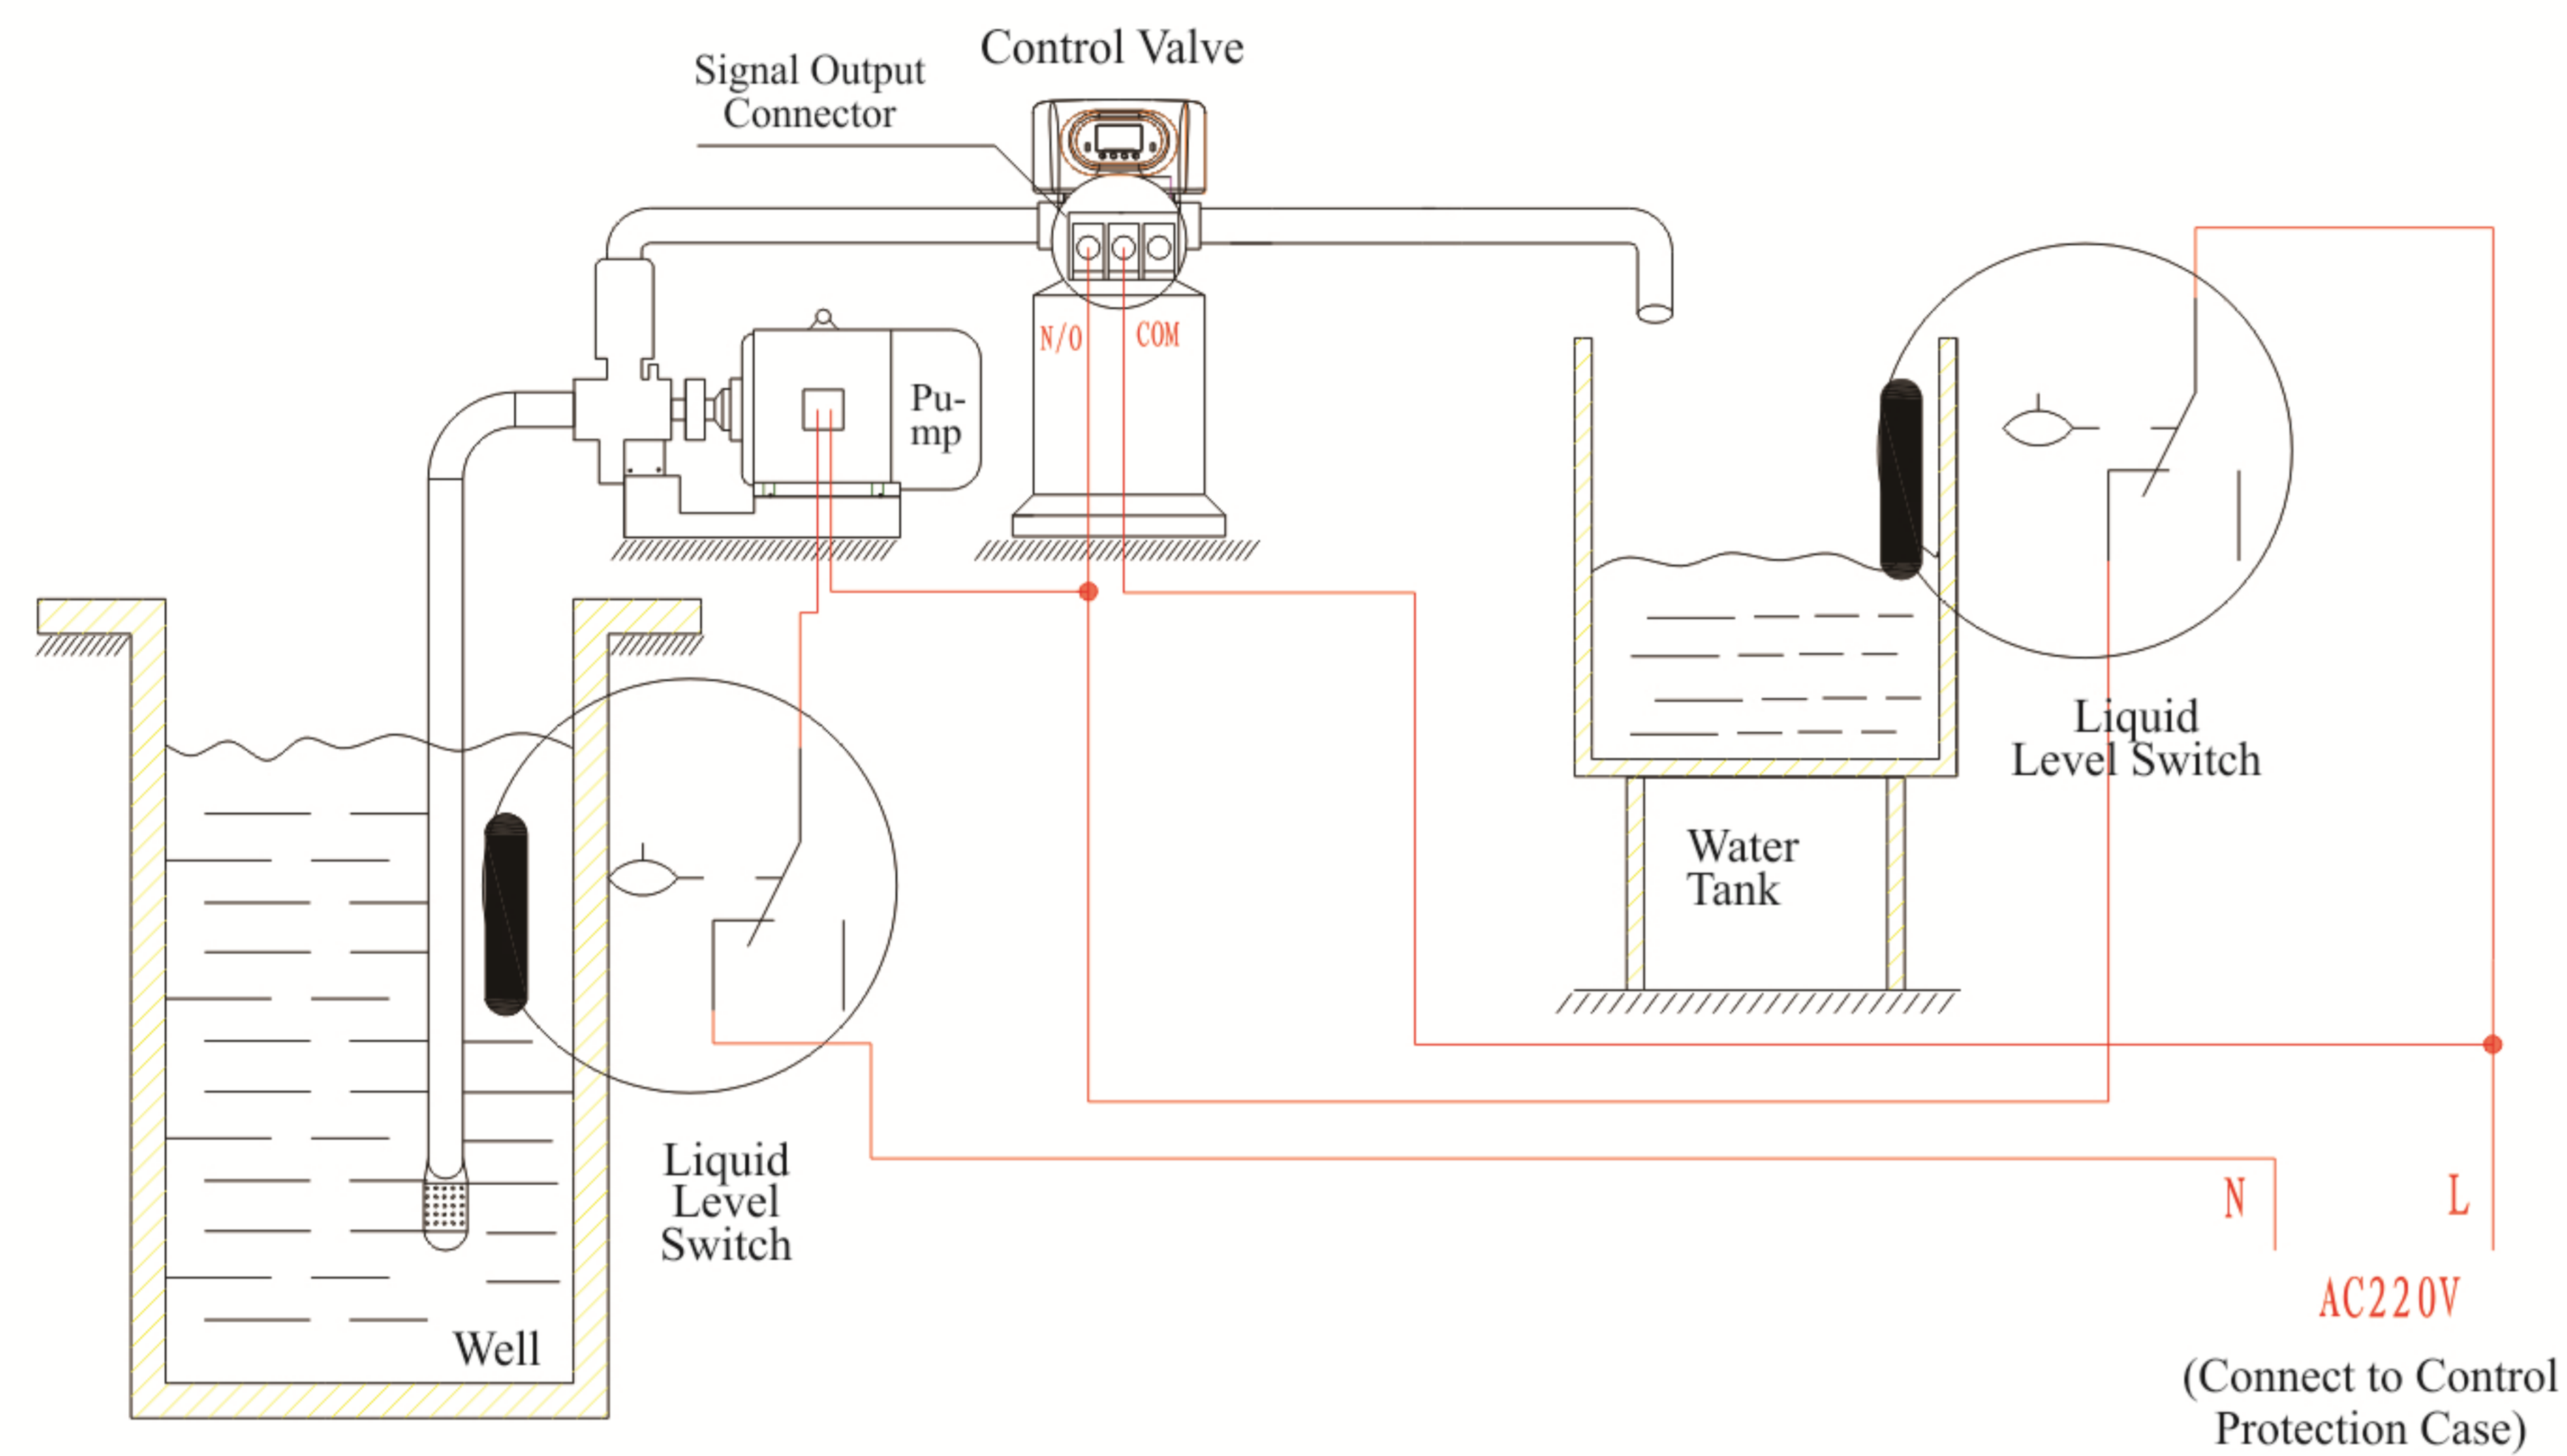 Control Valve
Signal Output
Connector
N/O
COM
Pu-
mp
Liquid
Level Switch
Water
Tank
Liquid
Level
Switch
Well
N
L
AC220V
(Connect to Control
Protection Case)